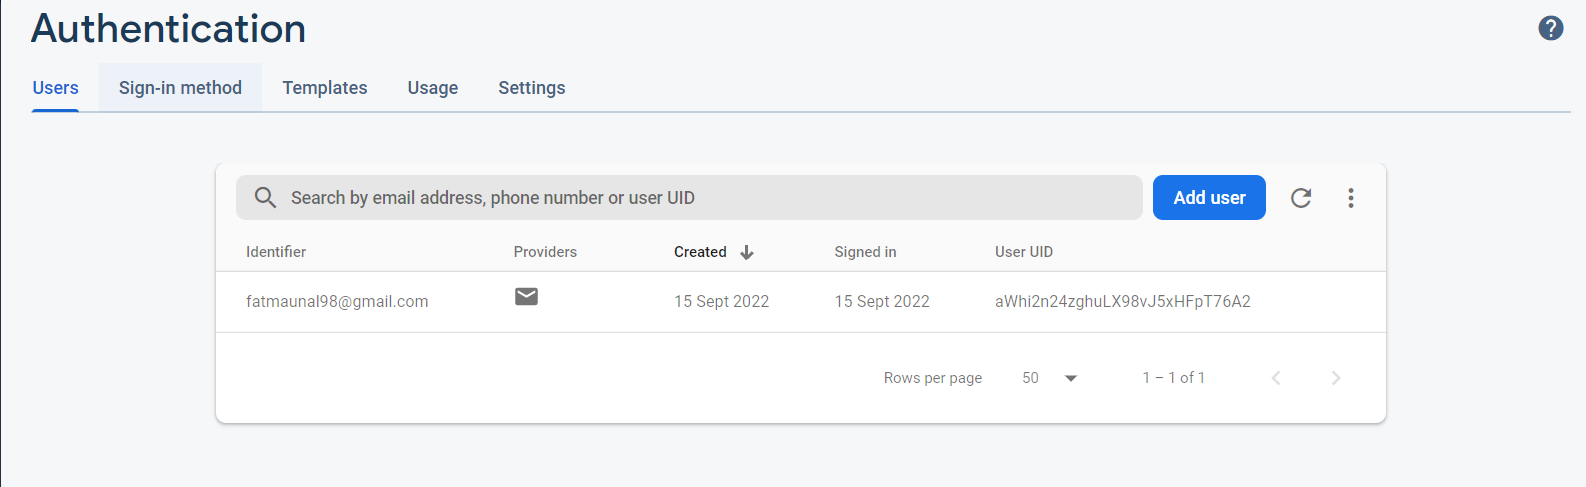 Authentication
?
Users Sign-in method Templates Usage Settings
Search by email address, phone number or user UID Add user
Identifier Providers Created Signed in User UID
fatmaunal98@gmail.com 15 Sept 2022 15 Sept 2022 aWhi2n24zghuLX98vJ5xHFpT76A2
Rows per page 50 1 – 1 of 1